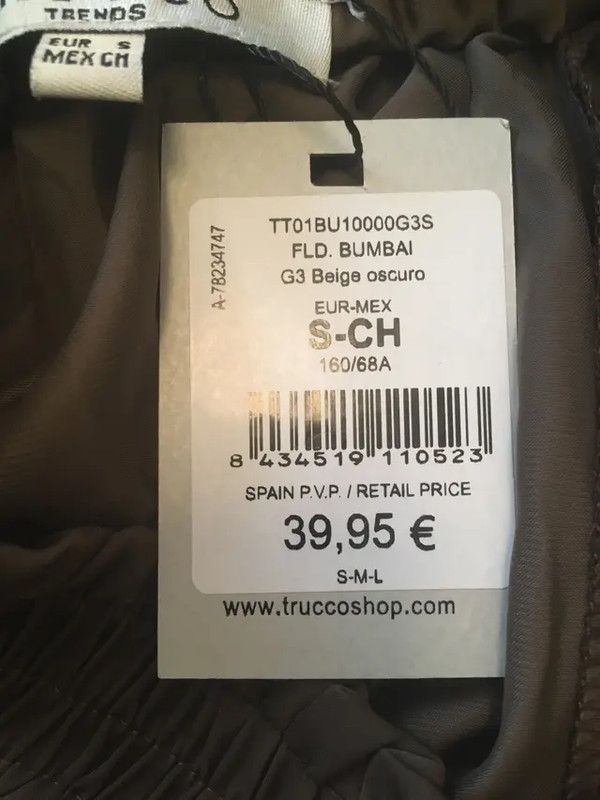 TRENDS
EUR S
MEX CH
A-78234747
TT01BU10000G3S
FLD. BUMBAI
G3 Beige oscuro
EUR-MEX
S-CH
160/68A
8 434519 110523
SPAIN P.V.P. / RETAIL PRICE
39,95 €
S-M-L
www.truccoshop.com